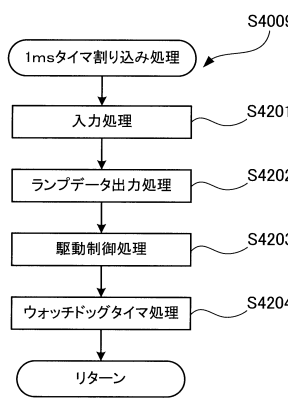 S4009
1msタイマ割り込み処理
入力処理
S4201
ランプデータ出力処理
S4202
駆動制御処理
S4203
ウォッチドッグタイマ処理
S4204
リターン